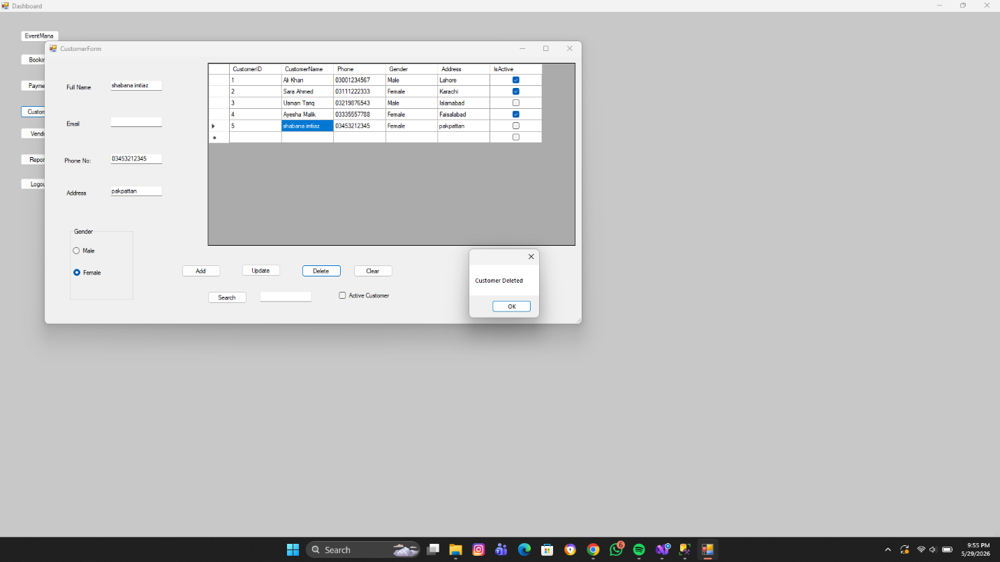 Dashboard
EventMana
Bookin
Payme
Custom
Vendo
Repor
Logou
CustomerForm
Full Name shabana imtiaz
Email
Phone No: 03453212345
Address pakpattan
Gender
Male
Female
CustomerID CustomerName Phone Gender Address IsActive
1 Ali Khan 03001234567 Male Lahore
2 Sara Ahmed 03111222333 Female Karachi
3 Usman Tariq 03219876543 Male Islamabad
4 Ayesha Malik 03335557788 Female Faisalabad
5 shabana imtiaz 03453212345 Female pakpattan
Add Update Delete Clear
Search Active Customer
Customer Deleted
OK
Search
6
9:55 PM
5/29/2026